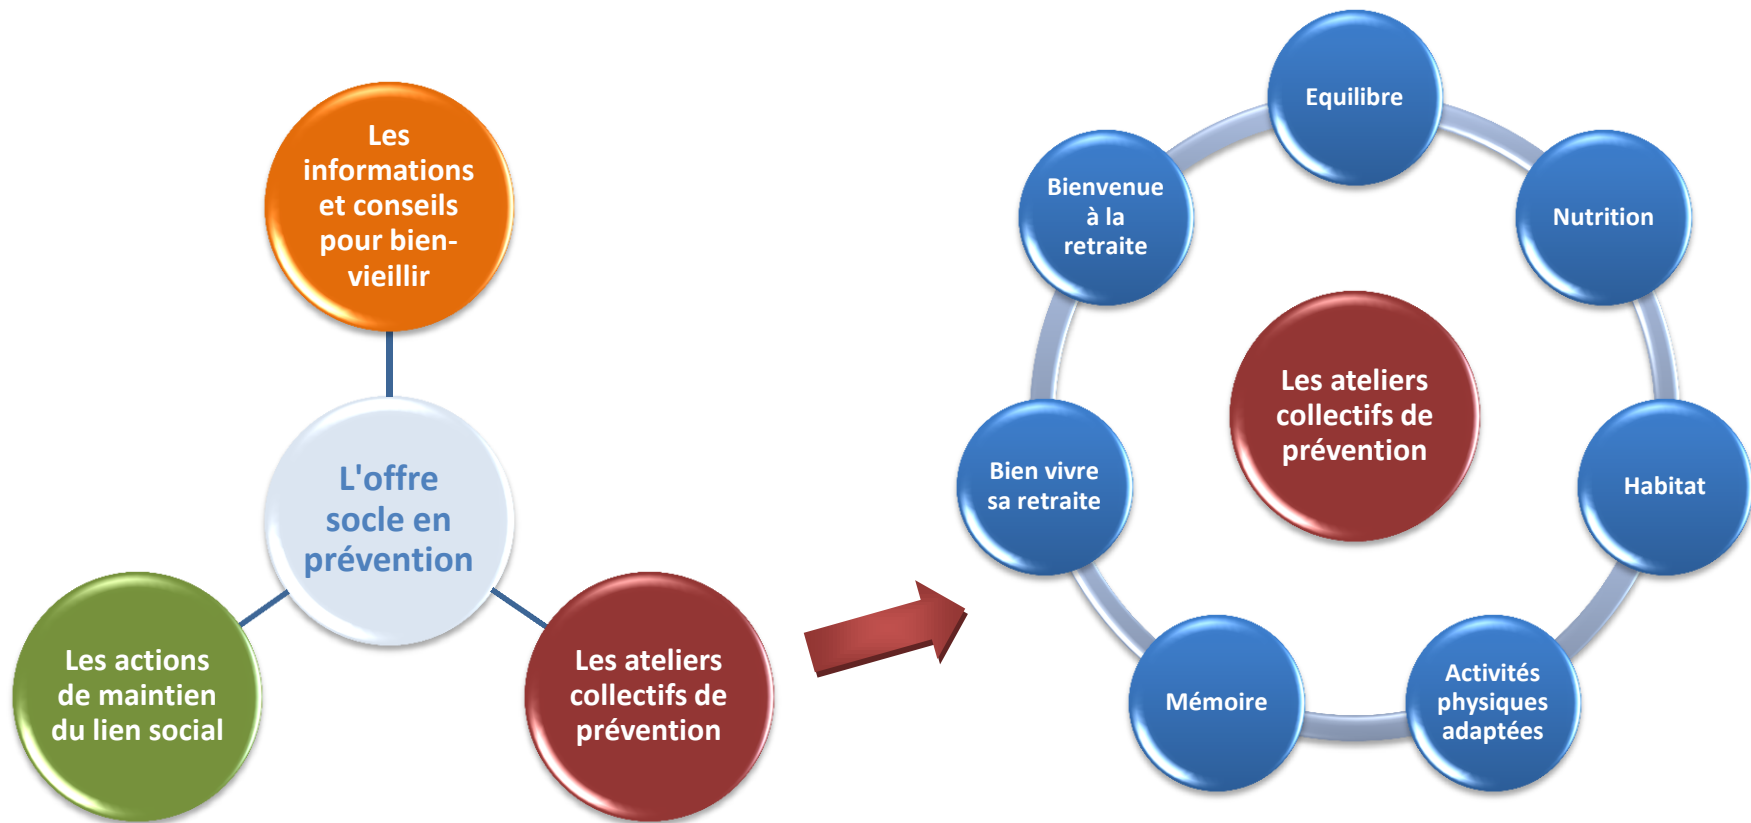 Les
informations
et conseils
pour bien-
vieillir
L'offre
socle en
prévention
Les actions
de maintien
du lien social
Les ateliers
collectifs de
prévention
Equilibre
Bienvenue
à la
retraite
Nutrition
Les ateliers
collectifs de
prévention
Bien vivre
sa retraite
Habitat
Mémoire
Activités
physiques
adaptées